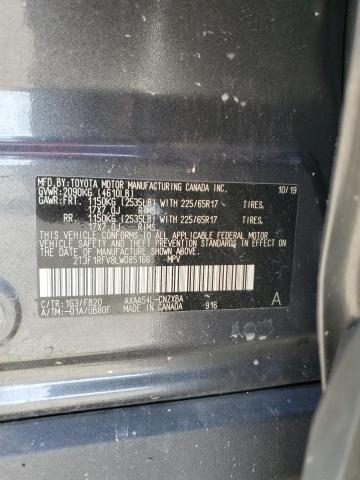 MFD. BY: TOYOTA MOTOR MANUFACTURING CANADA INC. 10/19
GVWR: 2090KG (4610LB)
GAWR: FRT. 1150KG (2535LB) WITH 225/65R17 TIRES,
17X7.0J RIMS,
RR. 1150KG (2535LB) WITH 225/65R17 TIRES,
17X7.0J RIMS,
THIS VEHICLE CONFORMS TO ALL APPLICABLE FEDERAL MOTOR
VEHICLE SAFETY AND THEFT PREVENTION STANDARDS IN
EFFECT ON THE DATE OF MANUFACTURE SHOWN ABOVE.
2T3F1RFV8LW085166 MPV
C/TR: 1G3/FB20 AXAA54L-CNZXBA A
A/TM: -01A/UB80F MADE IN CANADA 916